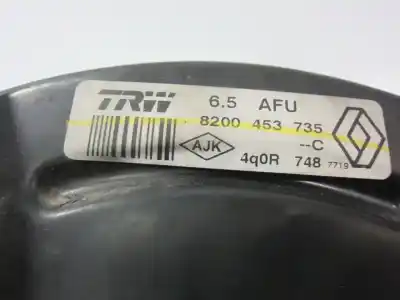 TRW 6.5 AFU
8200 453 735
--C
AJK 4q0R 748 7719